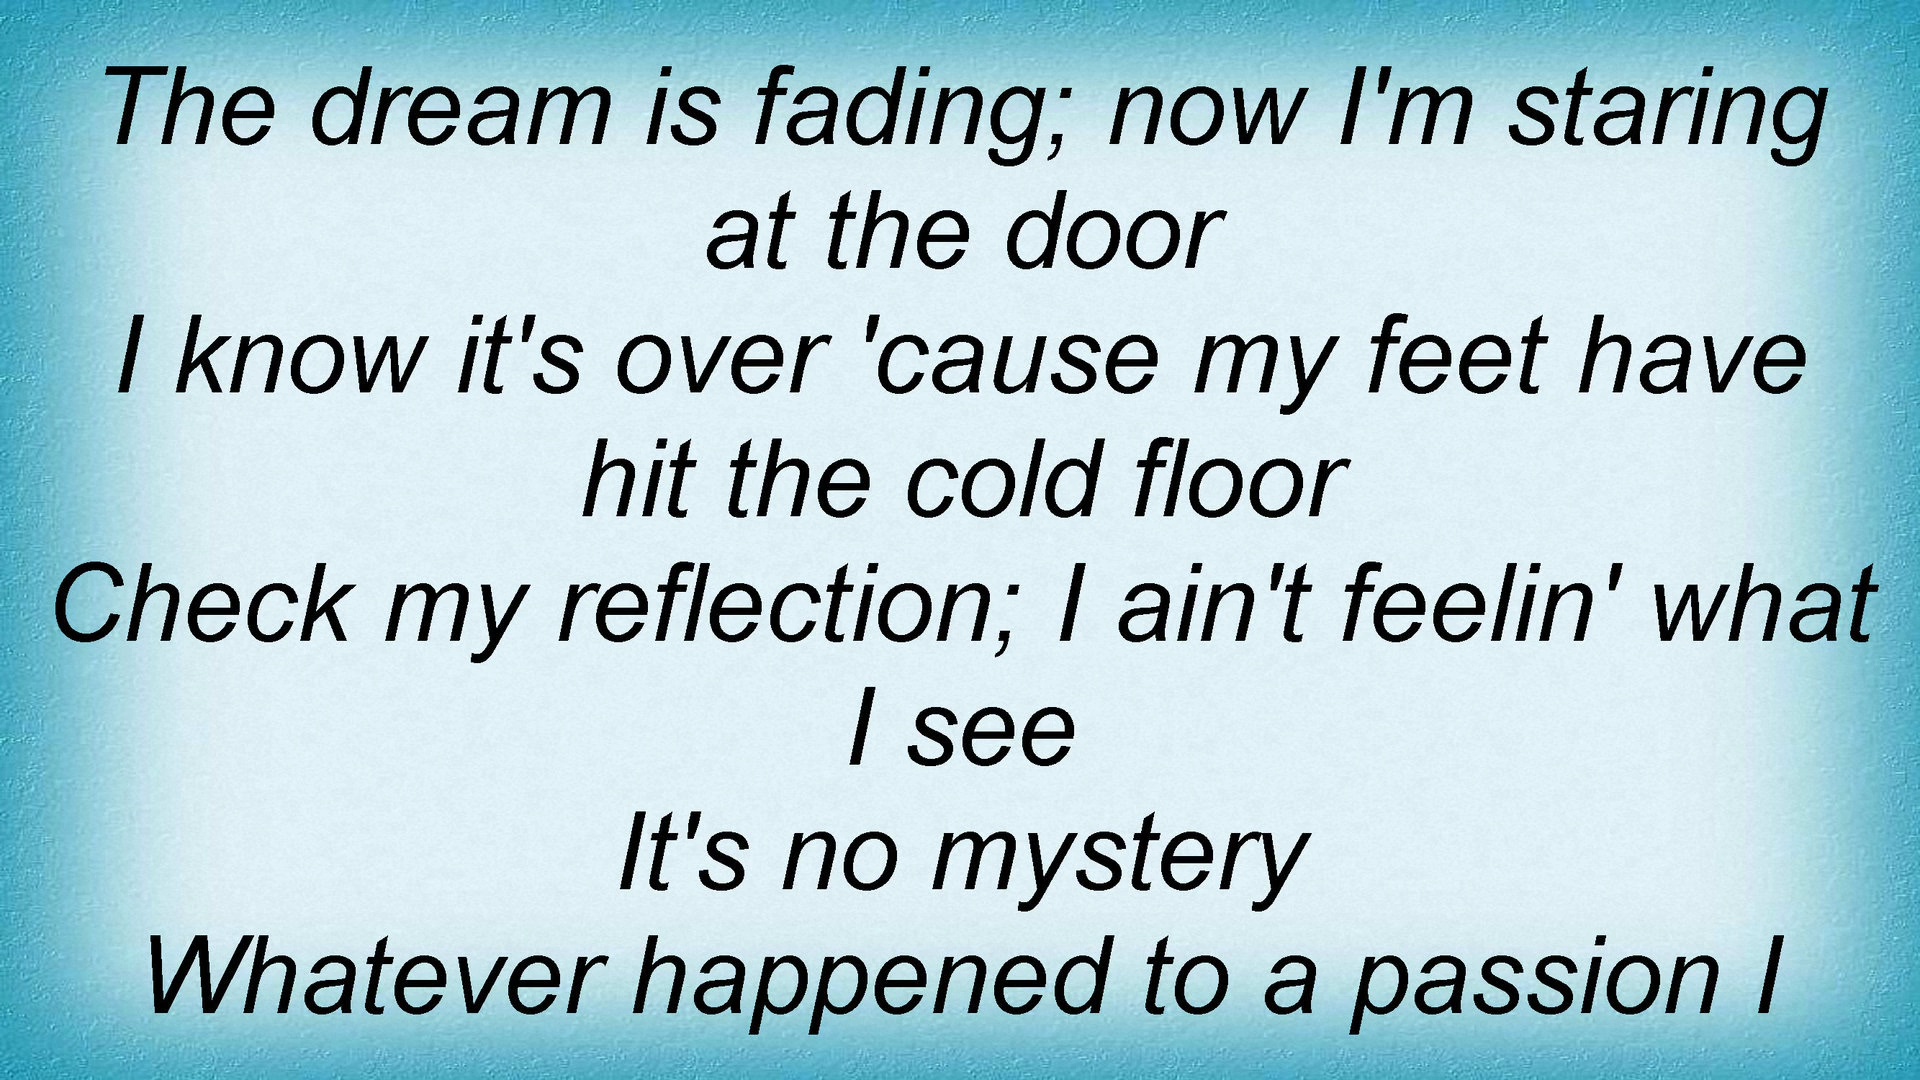 The dream is fading; now I'm staring
at the door
I know it's over 'cause my feet have
hit the cold floor
Check my reflection; I ain't feelin' what
I see
It's no mystery
Whatever happened to a passion I